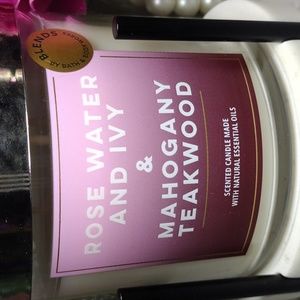 BLENDS
ROSE WATER
AND IVY
&
MAHOGANY
TEAKWOOD
SCENTED CANDLE MADE
WITH NATURAL ESSENTIAL OILS